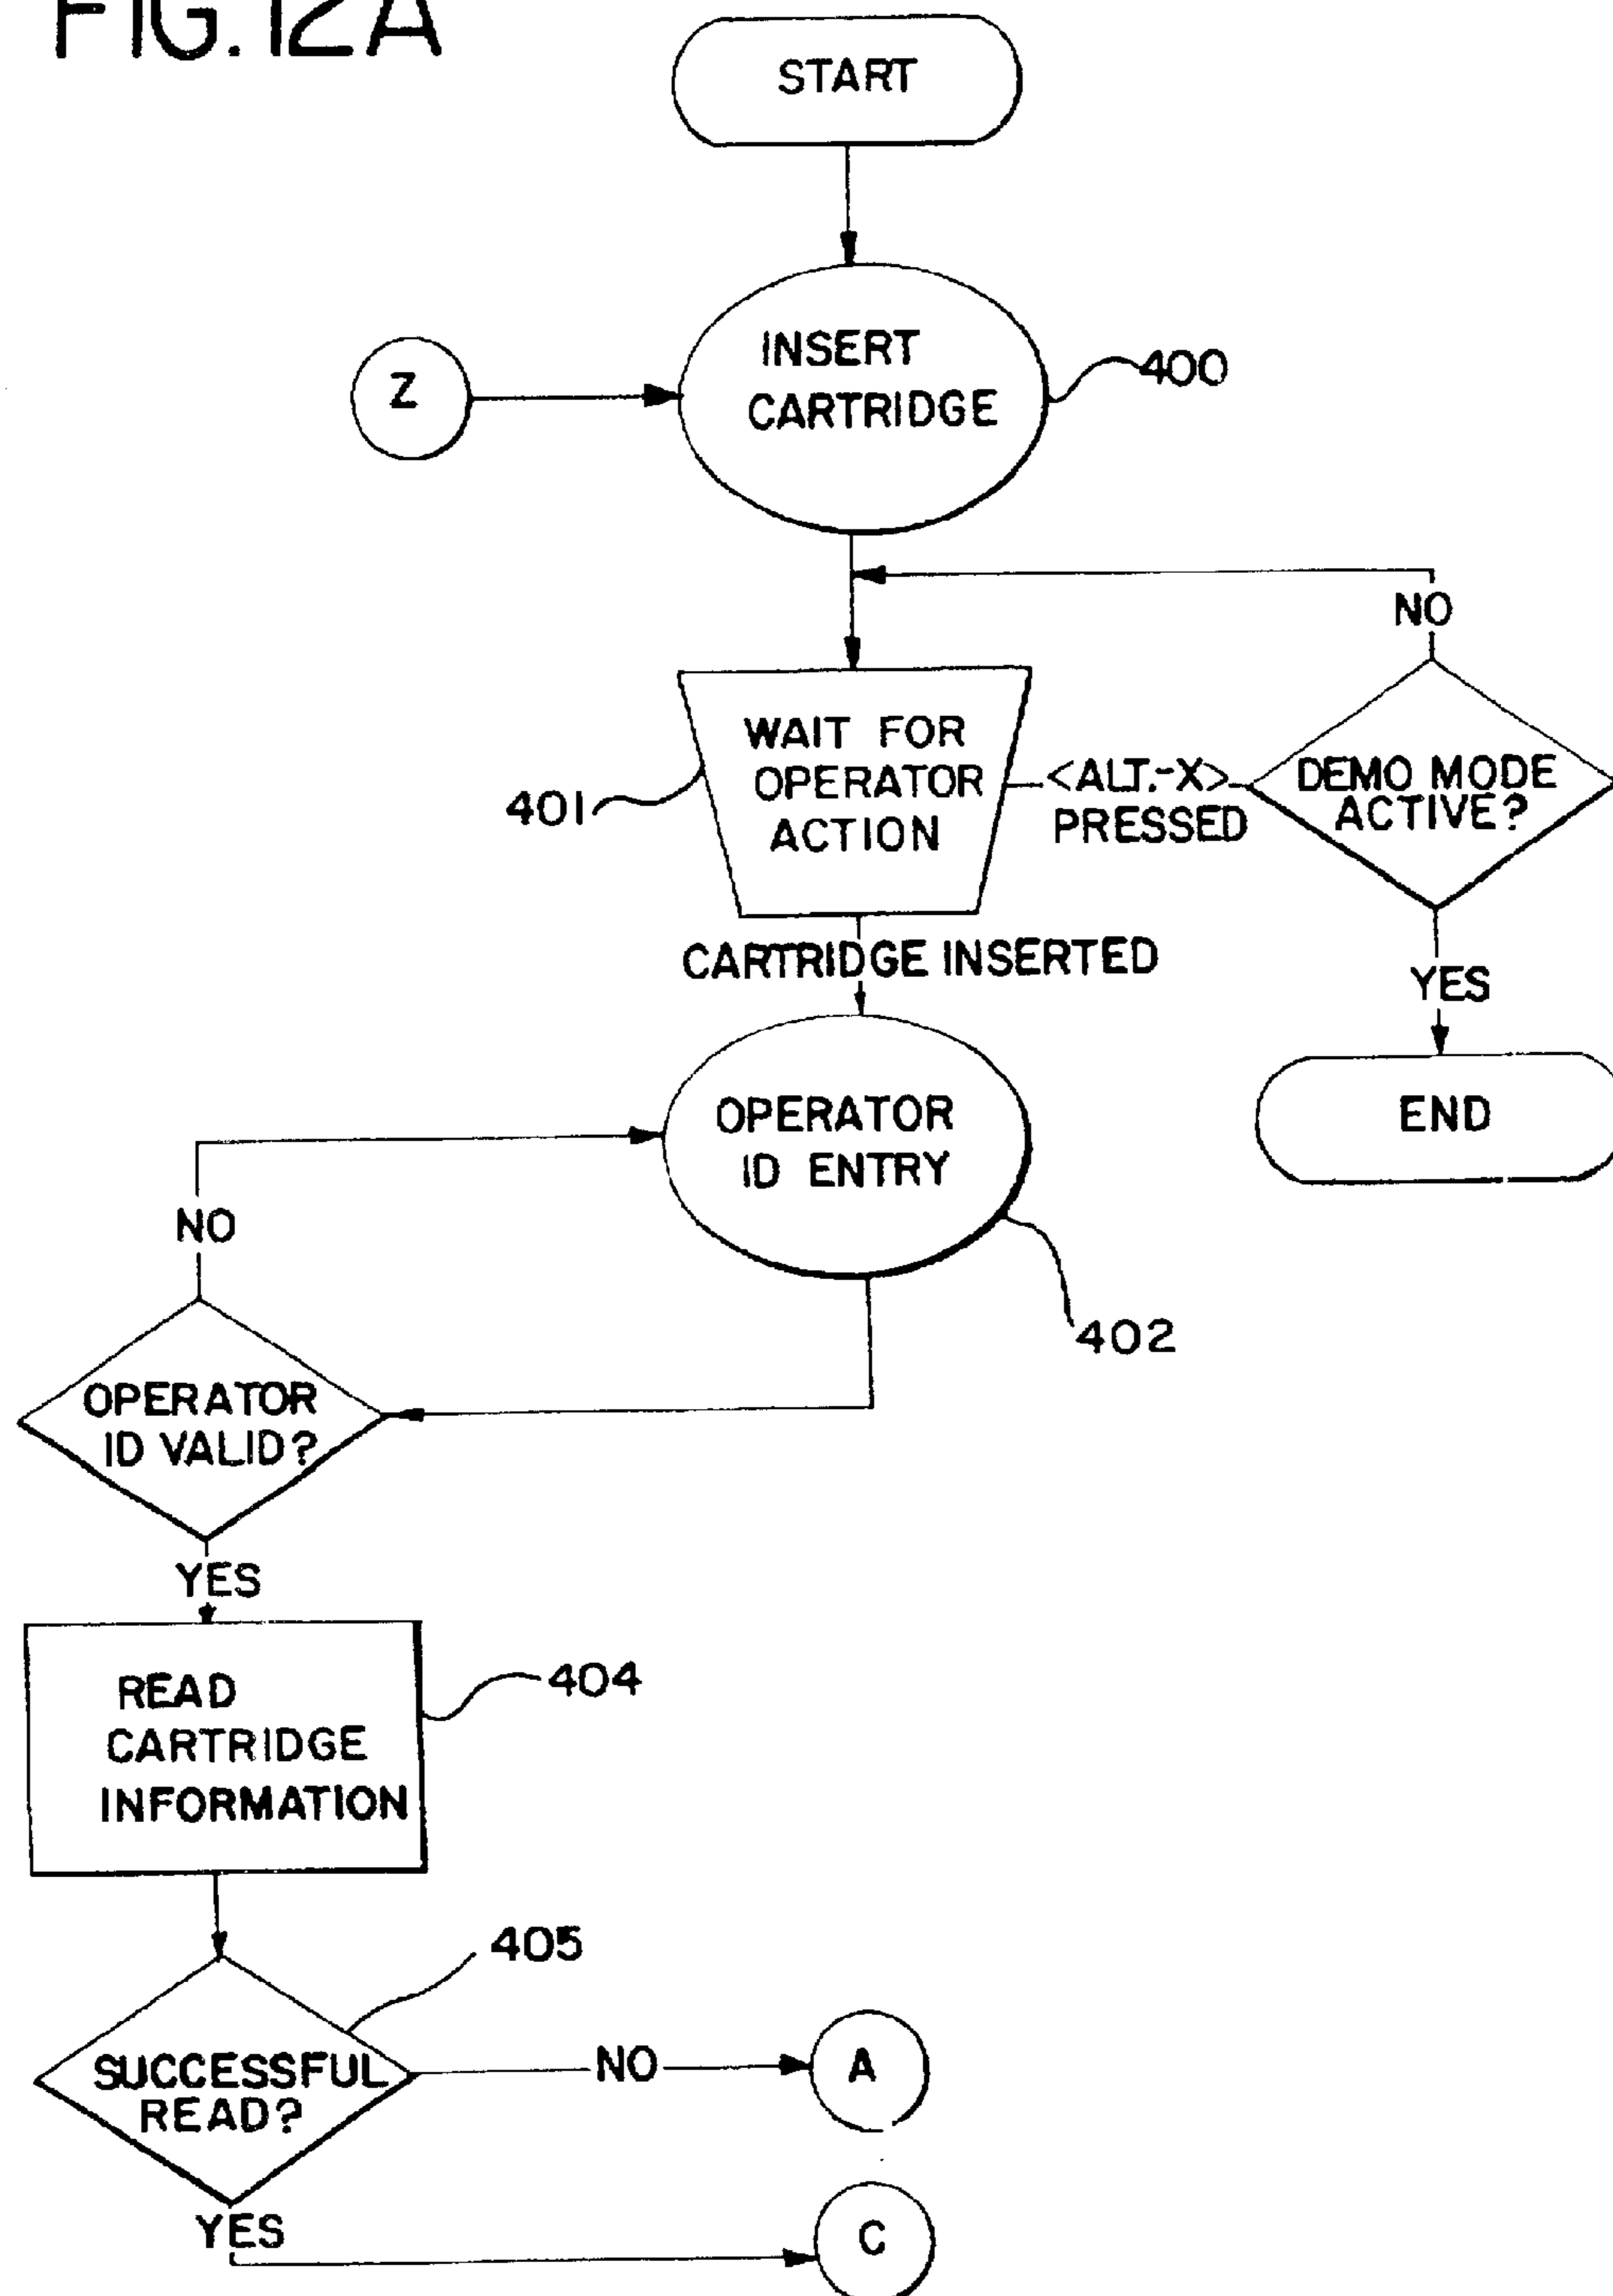 FIG. 12A
START
INSERT
CARTRIDGE
400
Z
NO
WAIT FOR
OPERATOR
ACTION
401
<ALT.-X>
PRESSED
DEMO MODE
ACTIVE?
CARTRIDGE INSERTED
YES
OPERATOR
ID ENTRY
END
NO
402
OPERATOR
ID VALID?
YES
READ
CARTRIDGE
INFORMATION
404
405
SUCCESSFUL
READ?
NO
A
YES
C